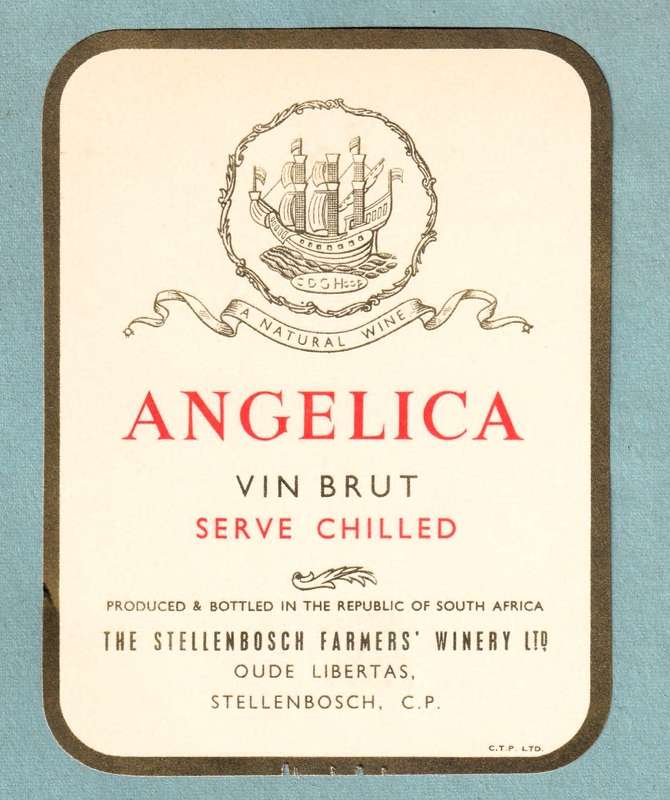 A NATURAL WINE
ANGELICA
VIN BRUT
SERVE CHILLED
PRODUCED & BOTTLED IN THE REPUBLIC OF SOUTH AFRICA
THE STELLENBOSCH FARMERS' WINERY LTD
OUDE LIBERTAS,
STELLENBOSCH, C.P.
C.T.P. LTD.